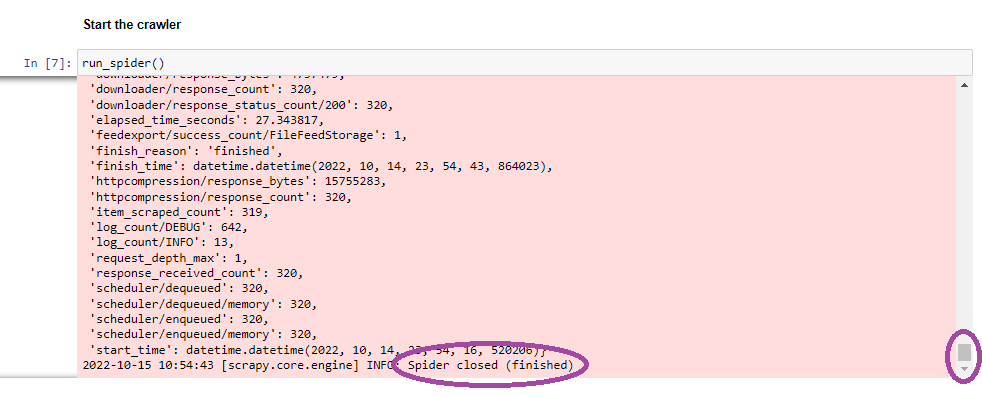 Start the crawler
In [7]: run_spider()
'downloader/response_bytes': 4757479,
'downloader/response_count': 320,
'downloader/response_status_count/200': 320,
'elapsed_time_seconds': 27.343817,
'feedexport/success_count/FileFeedStorage': 1,
'finish_reason': 'finished',
'finish_time': datetime.datetime(2022, 10, 14, 23, 54, 43, 864023),
'httpcompression/response_bytes': 15755283,
'httpcompression/response_count': 320,
'item_scraped_count': 319,
'log_count/DEBUG': 642,
'log_count/INFO': 13,
'request_depth_max': 1,
'response_received_count': 320,
'scheduler/dequeued': 320,
'scheduler/dequeued/memory': 320,
'scheduler/enqueued': 320,
'scheduler/enqueued/memory': 320,
'start_time': datetime.datetime(2022, 10, 14, 23, 54, 16, 520206)}
2022-10-15 10:54:43 [scrapy.core.engine] INFO: Spider closed (finished)